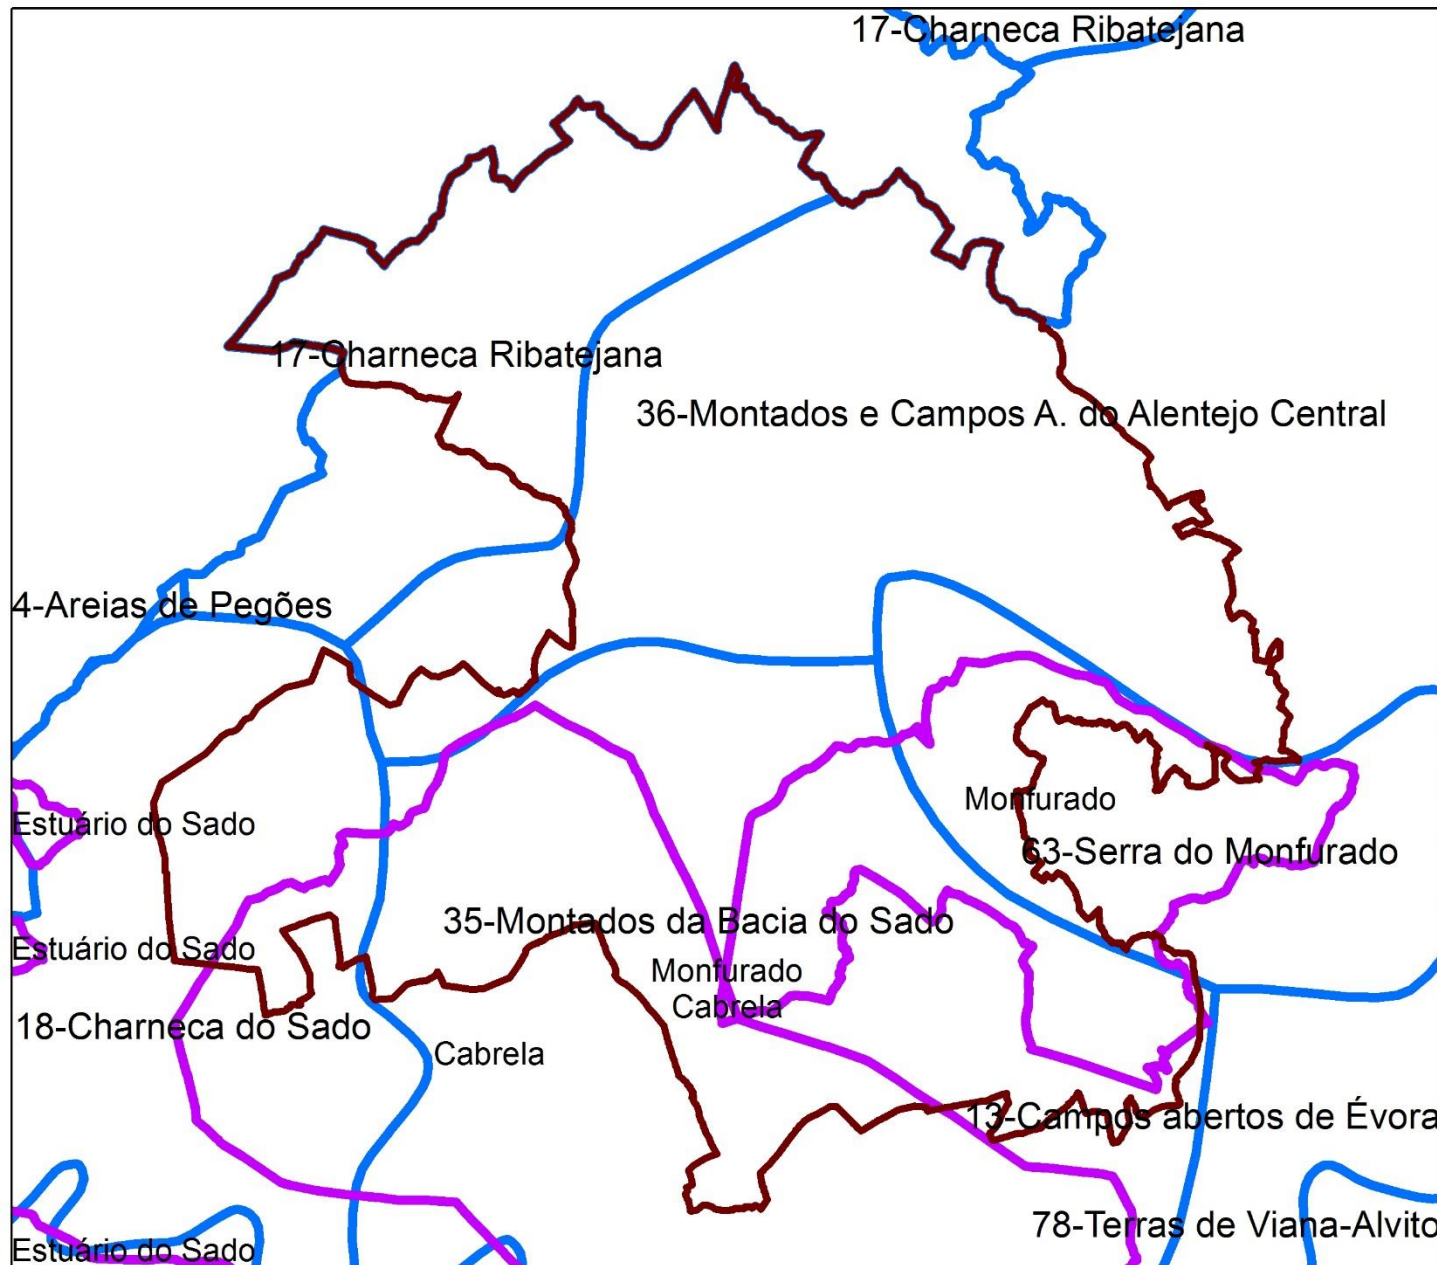 17-Charneca Ribatejana
17-Charneca Ribatejana
36-Montados e Campos A. do Alentejo Central
4-Areias de Pegões
Monfurado
Estuário do Sado
63-Serra do Monfurado
35-Montados da Bacia do Sado
Estuário do Sado
Monfurado
Cabrela
18-Charneca do Sado
Cabrela
13-Campos abertos de Évora
78-Terras de Viana-Alvito
Estuário do Sado